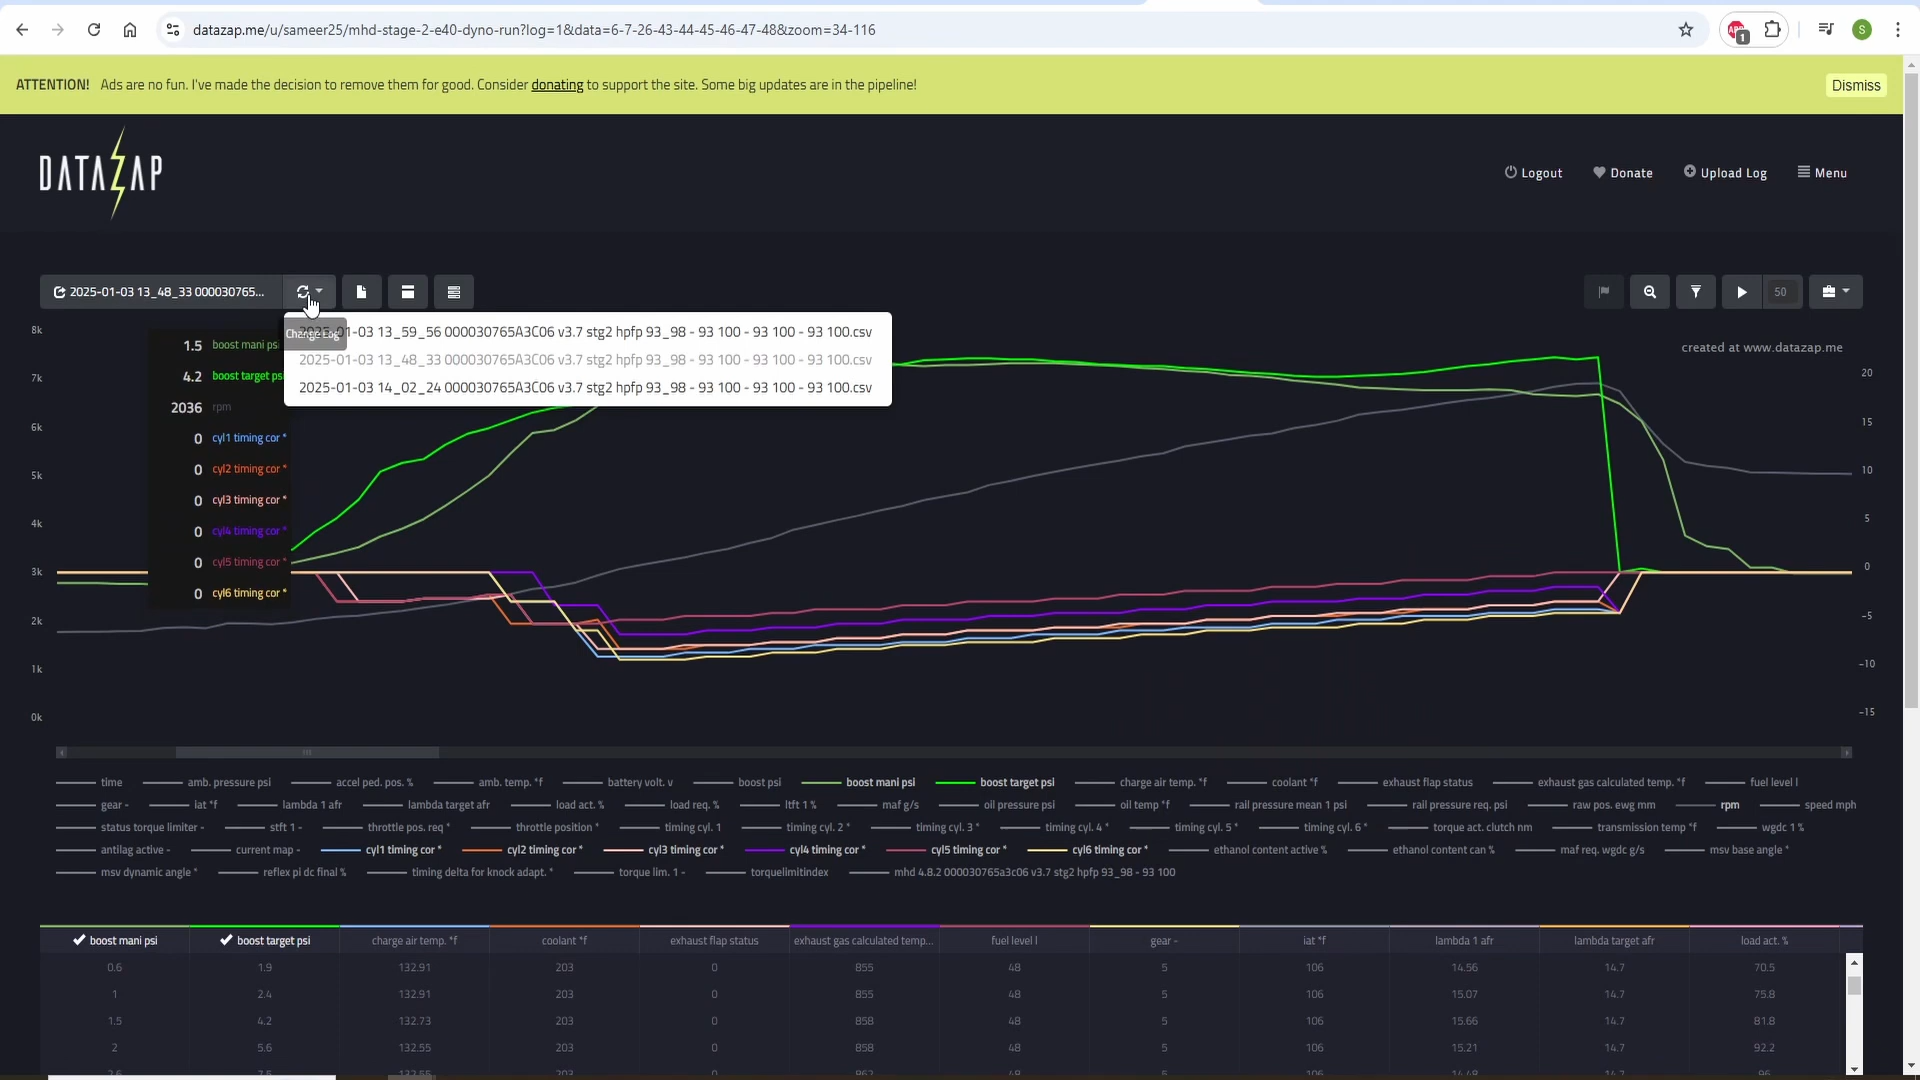 datazap.me/u/sameer25/mhd-stage-2-e40-dyno-run?log=1&data=6-7-26-43-44-45-46-47-48&zoom=34-116
ABP
1
S
ATTENTION! Ads are no fun. I've made the decision to remove them for good. Consider donating to support the site. Some big updates are in the pipeline!
Dismiss
DATAZAP
Logout
Donate
Upload Log
Menu
2025-01-03 13_48_33 000030765...
50
2025-01-03 13_59_56 000030765A3C06 v3.7 stg2 hpfp 93_98 - 93 100 - 93 100 - 93 100.csv
Change Log
2025-01-03 13_48_33 000030765A3C06 v3.7 stg2 hpfp 93_98 - 93 100 - 93 100 - 93 100.csv
2025-01-03 14_02_24 000030765A3C06 v3.7 stg2 hpfp 93_98 - 93 100 - 93 100 - 93 100.csv
created at www.datazap.me
8k
7k
6k
5k
4k
3k
2k
1k
0k
1.5 boost mani psi
4.2 boost target psi
2036 rpm
0 cyl1 timing cor *
0 cyl2 timing cor *
0 cyl3 timing cor *
0 cyl4 timing cor *
0 cyl5 timing cor *
0 cyl6 timing cor *
20
15
10
5
0
-5
-10
-15
time amb. pressure psi accel ped. pos. % amb. temp. *f battery volt. v boost psi boost mani psi boost target psi charge air temp. *f coolant *f exhaust flap status exhaust gas calculated temp. *f fuel level l
gear - iat *f lambda 1 afr lambda target afr load act. % load req. % ltft 1 % maf g/s oil pressure psi oil temp *f rail pressure mean 1 psi rail pressure req. psi raw pos. ewg mm rpm speed mph
status torque limiter - stft 1 - throttle pos. req * throttle position * timing cyl. 1 timing cyl. 2 * timing cyl. 3 * timing cyl. 4 * timing cyl. 5 * timing cyl. 6 * torque act. clutch nm transmission temp *f wgdc 1 %
antilag active - current map - cyl1 timing cor * cyl2 timing cor * cyl3 timing cor * cyl4 timing cor * cyl5 timing cor * cyl6 timing cor * ethanol content active % ethanol content can % maf req. wgdc g/s msv base angle *
msv dynamic angle * reflex pi dc final % timing delta for knock adapt. * torque lim. 1 - torquelimitindex mhd 4.8.2 000030765a3c06 v3.7 stg2 hpfp 93_98 - 93 100
boost mani psi boost target psi charge air temp. *f coolant *f exhaust flap status exhaust gas calculated temp... fuel level l gear - iat *f lambda 1 afr lambda target afr load act. %
0.6 1.9 132.91 203 0 855 48 5 106 14.56 14.7 70.5
1 2.4 132.91 203 0 855 48 5 106 15.07 14.7 75.8
1.5 4.2 132.73 203 0 858 48 5 106 15.66 14.7 81.8
2 5.6 132.55 203 0 858 48 5 106 15.21 14.7 92.2